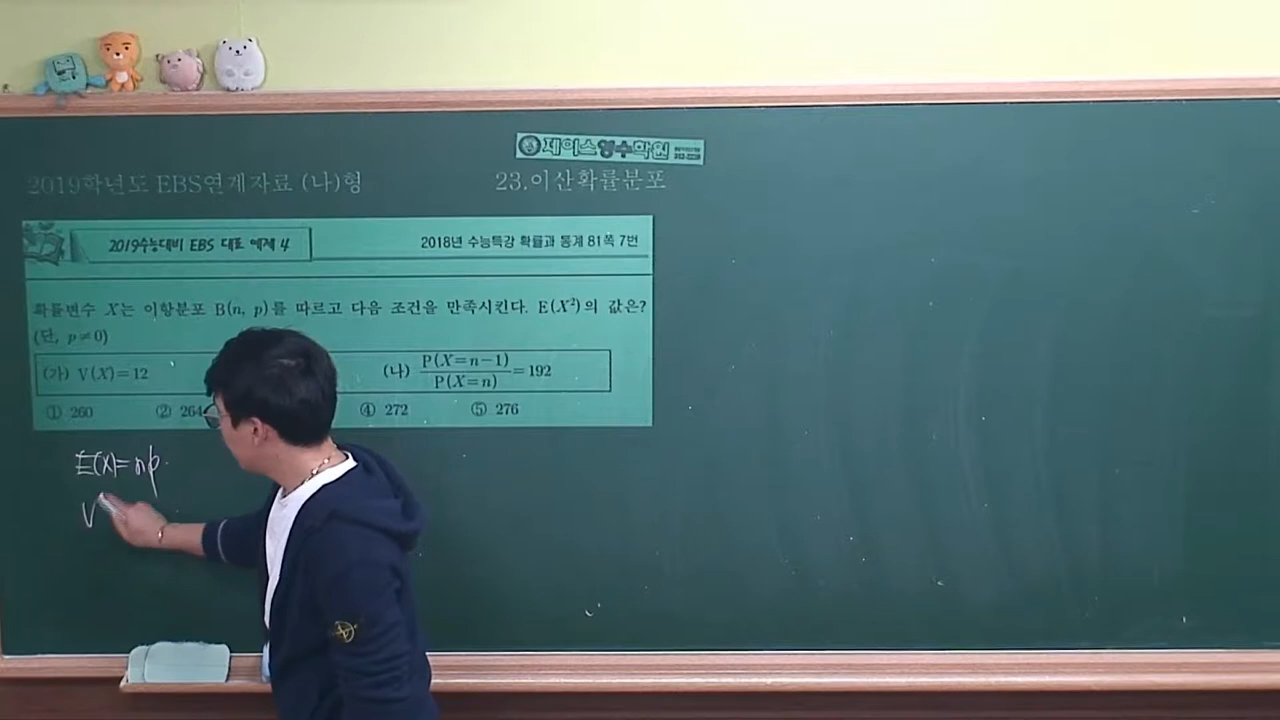 제이스영수학원
2019학년도 EBS연계자료 (나)형
23.이산확률분포
2019수능대비 EBS 대표 예제 4
2018년 수능특강 확률과 통계 81쪽 7번
확률변수 X는 이항분포 B(n, p)를 따르고 다음 조건을 만족시킨다. E(X²)의 값은?
(단, p≠0)
(가) V(X)=12
(나) P(X=n-1)/P(X=n)=192
① 260 ② 264 ④ 272 ⑤ 276
E(X)=np
V